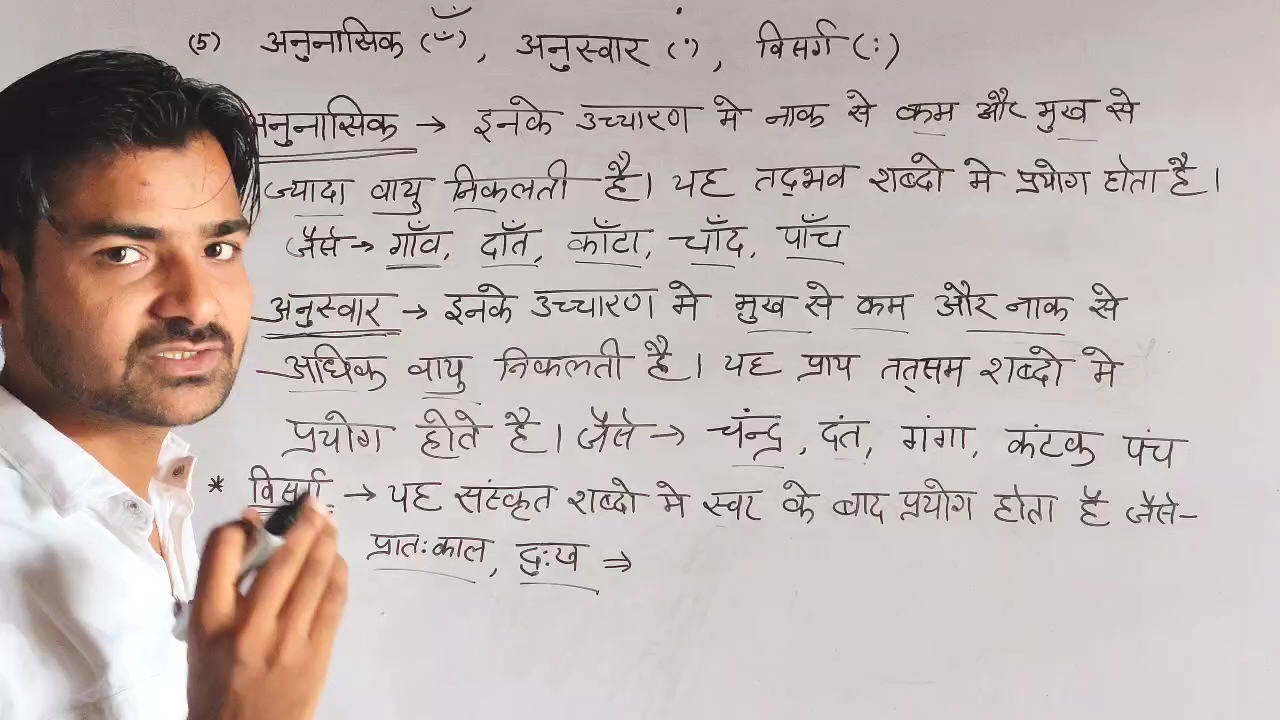 (5) अनुनासिक (ँ), अनुस्वार (ं), विसर्ग (ः)
अनुनासिक → इनके उच्चारण मे नाक से कम और मुख से
ज्यादा वायु निकलती है। यह तद्भव शब्दो मे प्रयोग होता है।
जैसे → गाँव, दाँत, काँटा, चाँद, पाँच
अनुस्वार → इनके उच्चारण मे मुख से कम और नाक से
अधिक वायु निकलती है। यह प्राय तत्सम शब्दो मे
प्रयोग होते है। जैसे → चंन्द्र, दंत, गंगा, कंटक पंच
* विसर्ग → यह संस्कृत शब्दो मे स्वर के बाद प्रयोग होता है जैसे-
प्रातःकाल, दुःख ⇒